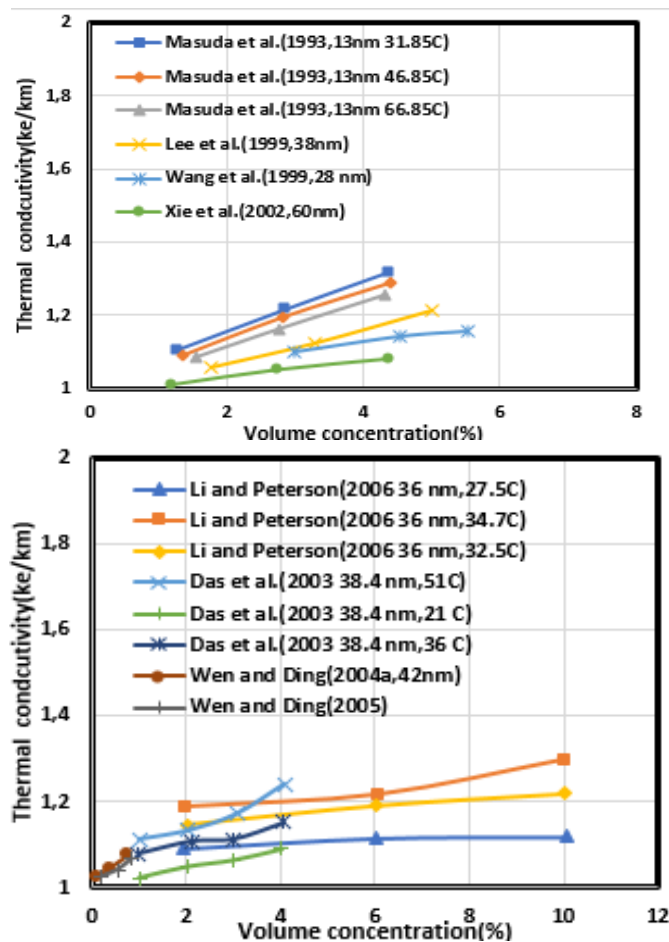 2
1,8
1,6
1,4
1,2
1
Thermal condcutivity(ke/km)
Masuda et al.(1993,13nm 31.85C)
Masuda et al.(1993,13nm 46.85C)
Masuda et al.(1993,13nm 66.85C)
Lee et al.(1999,38nm)
Wang et al.(1999,28 nm)
Xie et al.(2002,60nm)
0 2 4 6 8
Volume concentration(%)
2
1,8
1,6
1,4
1,2
1
Thermal condcutivity(ke/km)
Li and Peterson(2006 36 nm,27.5C)
Li and Peterson(2006 36 nm,34.7C)
Li and Peterson(2006 36 nm,32.5C)
Das et al.(2003 38.4 nm,51C)
Das et al.(2003 38.4 nm,21 C)
Das et al.(2003 38.4 nm,36 C)
Wen and Ding(2004a,42nm)
Wen and Ding(2005)
0 2 4 6 8 10 12
Volume concentration(%)